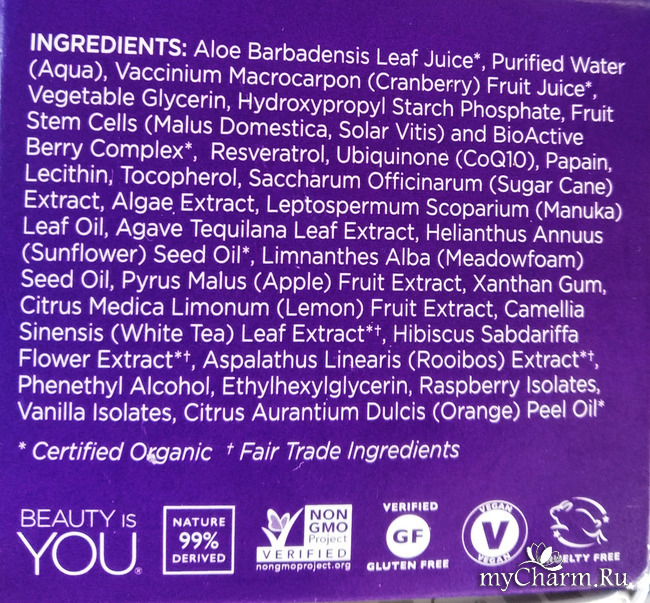 INGREDIENTS: Aloe Barbadensis Leaf Juice*, Purified Water
(Aqua), Vaccinium Macrocarpon (Cranberry) Fruit Juice*,
Vegetable Glycerin, Hydroxypropyl Starch Phosphate, Fruit
Stem Cells (Malus Domestica, Solar Vitis) and BioActive
Berry Complex*, Resveratrol, Ubiquinone (CoQ10), Papain,
Lecithin, Tocopherol, Saccharum Officinarum (Sugar Cane)
Extract, Algae Extract, Leptospermum Scoparium (Manuka)
Leaf Oil, Agave Tequilana Leaf Extract, Helianthus Annuus
(Sunflower) Seed Oil*, Limnanthes Alba (Meadowfoam)
Seed Oil, Pyrus Malus (Apple) Fruit Extract, Xanthan Gum,
Citrus Medica Limonum (Lemon) Fruit Extract, Camellia
Sinensis (White Tea) Leaf Extract*†, Hibiscus Sabdariffa
Flower Extract*†, Aspalathus Linearis (Rooibos) Extract*†,
Phenethyl Alcohol, Ethylhexylglycerin, Raspberry Isolates,
Vanilla Isolates, Citrus Aurantium Dulcis (Orange) Peel Oil*
* Certified Organic † Fair Trade Ingredients
BEAUTY IS
YOU®
NATURE
99%
DERIVED
NON
GMO
Project
VERIFIED
nongmoproject.org
VERIFIED
GF
GLUTEN FREE
VEGAN
V
VEGAN
CRUELTY FREE
myCharm.Ru